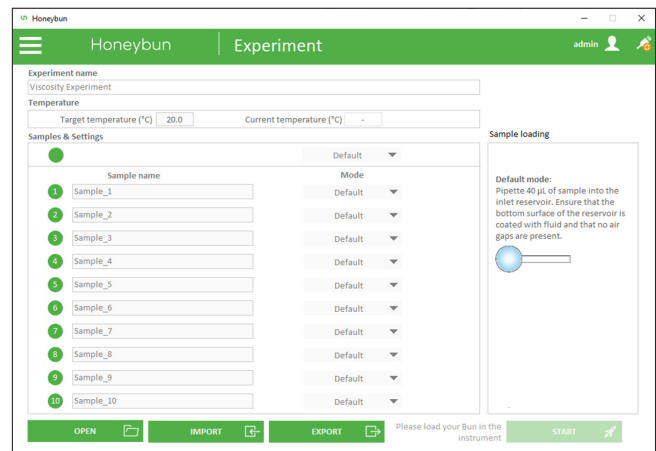 Honeybun
Honeybun Experiment admin
Experiment name
Viscosity Experiment
Temperature
Target temperature (°C) 20.0 Current temperature (°C) -
Samples & Settings
Default
Sample name Mode
1 Sample_1 Default
2 Sample_2 Default
3 Sample_3 Default
4 Sample_4 Default
5 Sample_5 Default
6 Sample_6 Default
7 Sample_7 Default
8 Sample_8 Default
9 Sample_9 Default
10 Sample_10 Default
Sample loading
Default mode:
Pipette 40 µL of sample into the
inlet reservoir. Ensure that the
bottom surface of the reservoir is
coated with fluid and that no air
gaps are present.
OPEN IMPORT EXPORT
Please load your Bun in the
instrument
START